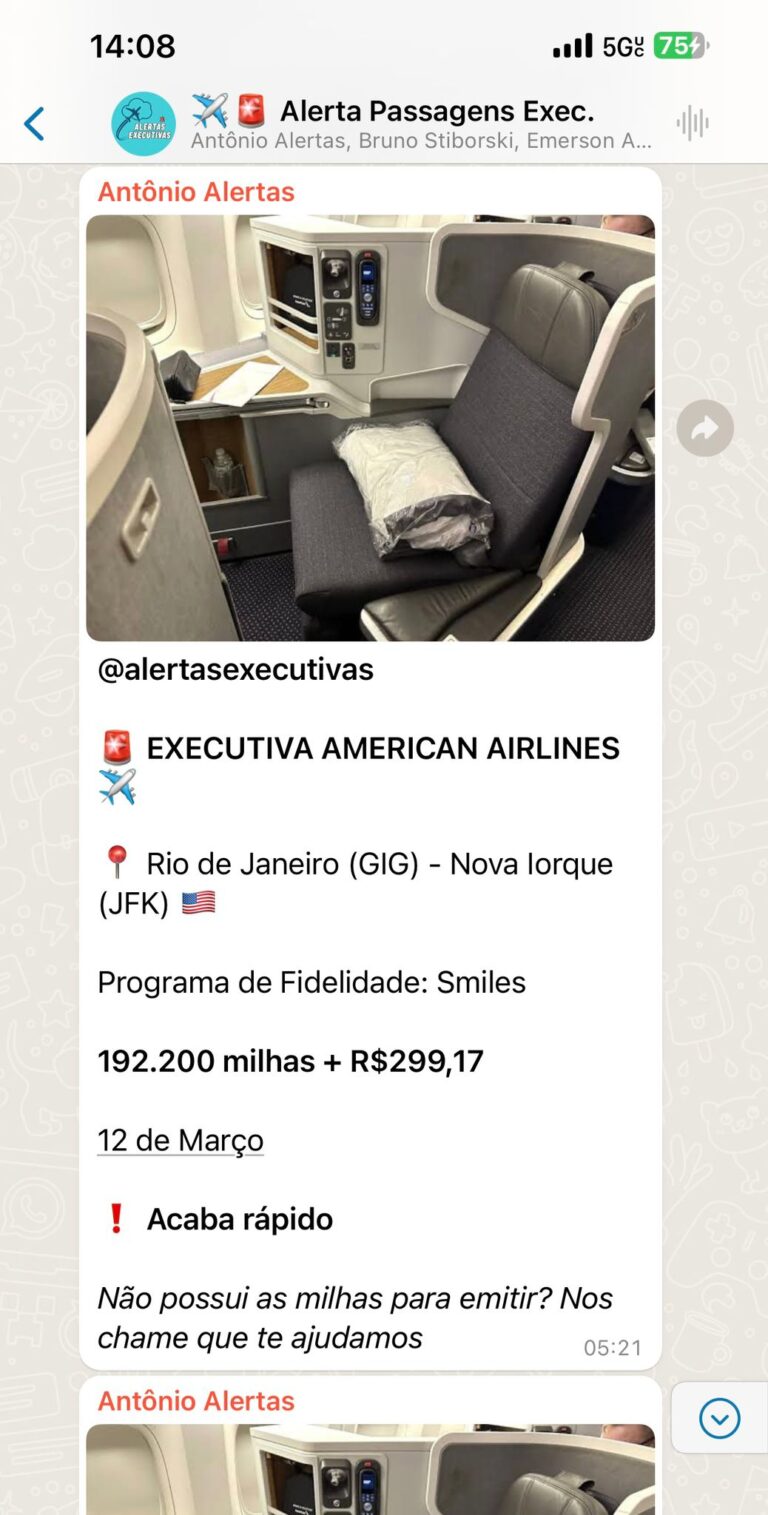 14:08
5G UC
75
ALERTAS
EXECUTIVAS
✈️🚨 Alerta Passagens Exec.
Antônio Alertas, Bruno Stiborski, Emerson A...
Antônio Alertas
@alertasexecutivas
🚨 EXECUTIVA AMERICAN AIRLINES
✈️
📍 Rio de Janeiro (GIG) - Nova Iorque
(JFK) 🇺🇸
Programa de Fidelidade: Smiles
192.200 milhas + R$299,17
12 de Março
❗ Acaba rápido
Não possui as milhas para emitir? Nos
chame que te ajudamos
05:21
Antônio Alertas